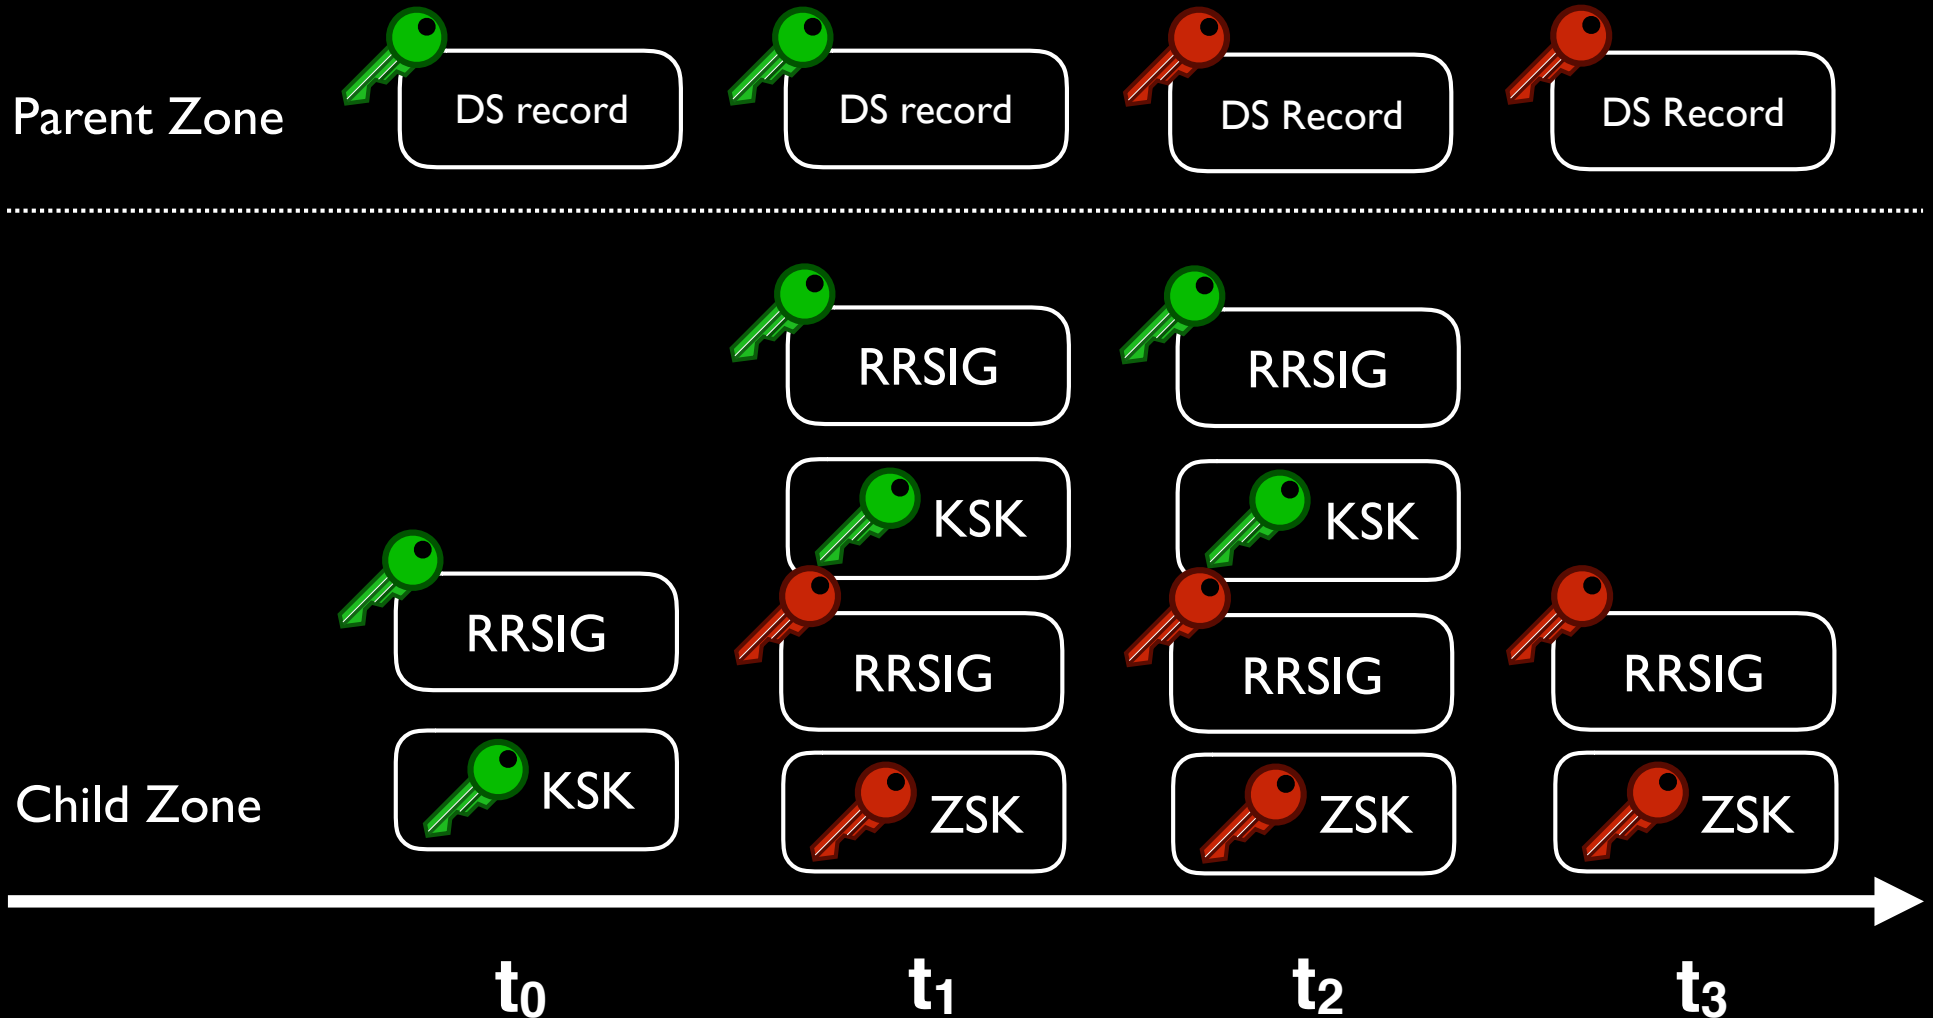 Parent Zone
DS record
DS record
DS Record
DS Record
RRSIG
RRSIG
KSK
KSK
RRSIG
RRSIG
RRSIG
RRSIG
Child Zone
KSK
ZSK
ZSK
ZSK
t0
t1
t2
t3